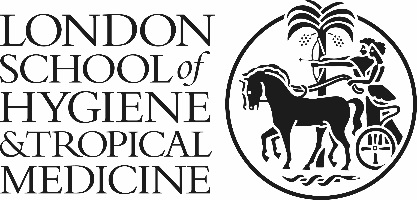 LONDON
SCHOOL of
HYGIENE
&TROPICAL
MEDICINE